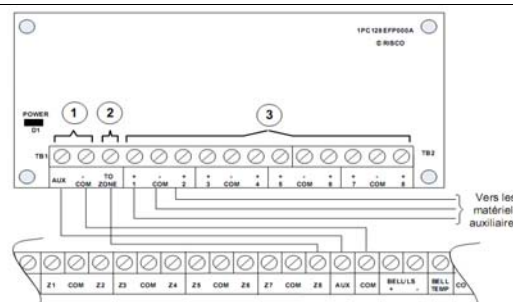 1PC128EFP000A
© RISCO
POWER
D1
1
2
3
TB1
TB2
AUX - COM TO ZONE + 1 - COM + 2 + 3 - COM + 4 + 5 - COM + 6 + 7 - COM + 8
Vers les
matériel
auxiliaire
Z1 COM Z2 Z3 COM Z4 Z5 COM Z6 Z7 COM Z8 AUX COM BELL/LS + - BELL TEMP CO